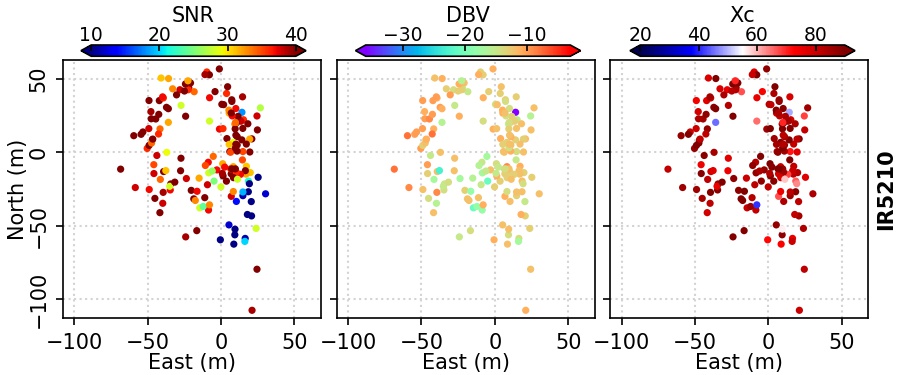 SNR DBV Xc
10 20 30 40 −30 −20 −10 20 40 60 80
50
0
−50
−100
North (m)
IR5210
−100 −50 0 50 −100 −50 0 50 −100 −50 0 50
East (m) East (m) East (m)